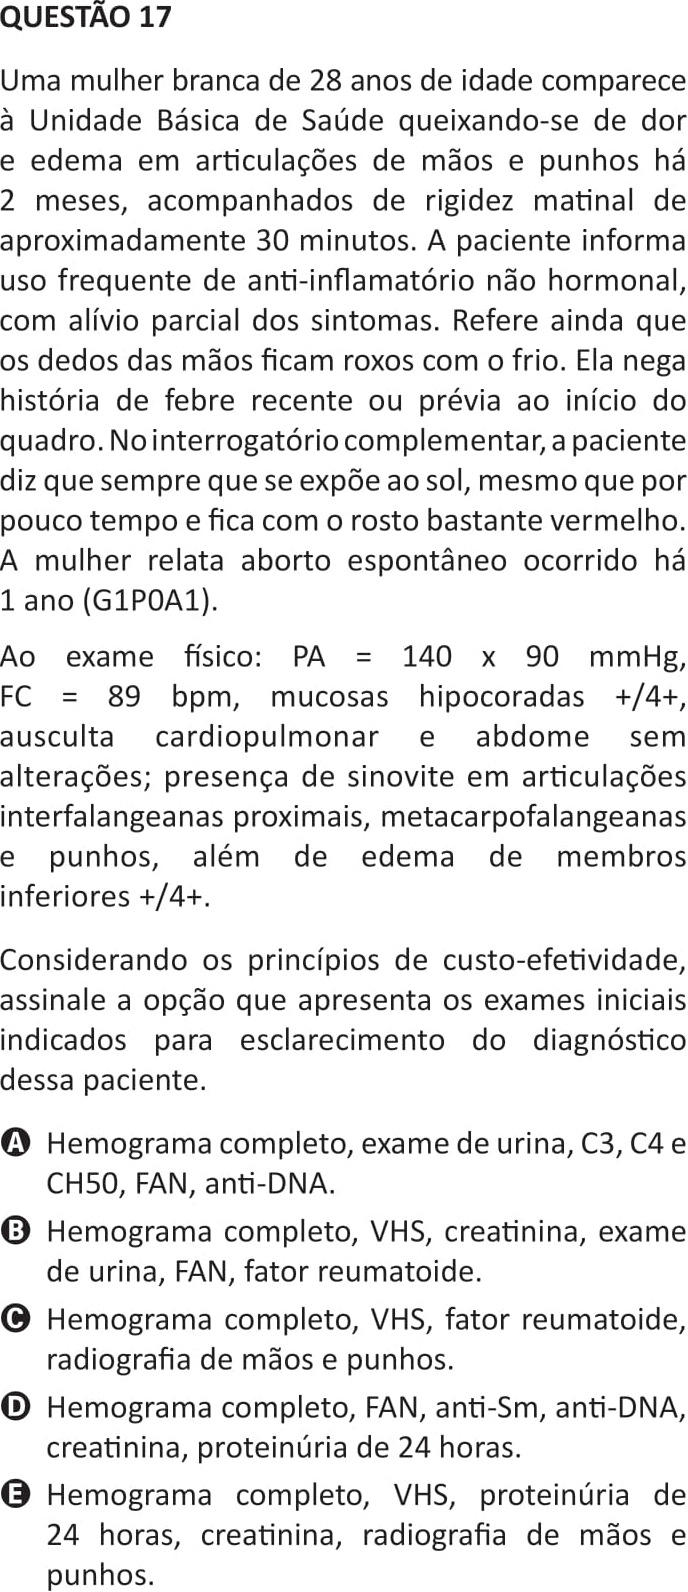 QUESTÃO 17
Uma mulher branca de 28 anos de idade comparece
à Unidade Básica de Saúde queixando-se de dor
e edema em articulações de mãos e punhos há
2 meses, acompanhados de rigidez matinal de
aproximadamente 30 minutos. A paciente informa
uso frequente de anti-inflamatório não hormonal,
com alívio parcial dos sintomas. Refere ainda que
os dedos das mãos ficam roxos com o frio. Ela nega
história de febre recente ou prévia ao início do
quadro. No interrogatório complementar, a paciente
diz que sempre que se expõe ao sol, mesmo que por
pouco tempo e fica com o rosto bastante vermelho.
A mulher relata aborto espontâneo ocorrido há
1 ano (G1P0A1).
Ao exame físico: PA = 140 x 90 mmHg,
FC = 89 bpm, mucosas hipocoradas +/4+,
ausculta cardiopulmonar e abdome sem
alterações; presença de sinovite em articulações
interfalangeanas proximais, metacarpofalangeanas
e punhos, além de edema de membros
inferiores +/4+.
Considerando os princípios de custo-efetividade,
assinale a opção que apresenta os exames iniciais
indicados para esclarecimento do diagnóstico
dessa paciente.
A Hemograma completo, exame de urina, C3, C4 e
CH50, FAN, anti-DNA.
B Hemograma completo, VHS, creatinina, exame
de urina, FAN, fator reumatoide.
C Hemograma completo, VHS, fator reumatoide,
radiografia de mãos e punhos.
D Hemograma completo, FAN, anti-Sm, anti-DNA,
creatinina, proteinúria de 24 horas.
E Hemograma completo, VHS, proteinúria de
24 horas, creatinina, radiografia de mãos e
punhos.